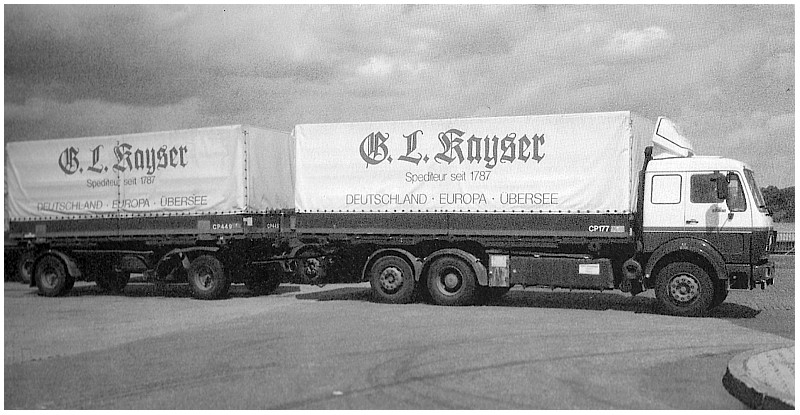 G. L. Kayser
Spediteur seit 1787
DEUTSCHLAND · EUROPA · ÜBERSEE
CP449
G. L. Kayser
Spediteur seit 1787
DEUTSCHLAND · EUROPA · ÜBERSEE
CP177